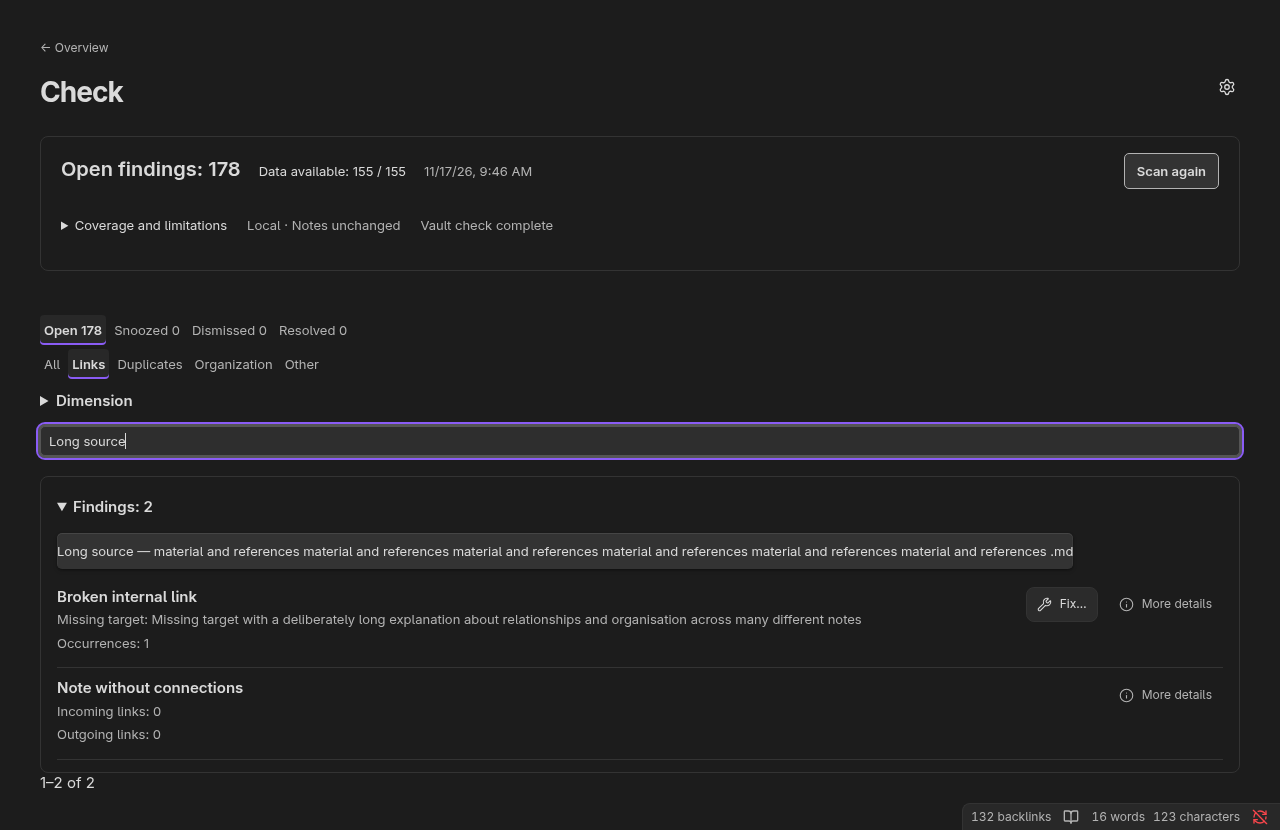 ← Overview
Check
Open findings: 178 Data available: 155 / 155 11/17/26, 9:46 AM Scan again
▶ Coverage and limitations Local · Notes unchanged Vault check complete
Open 178 Snoozed 0 Dismissed 0 Resolved 0
All Links Duplicates Organization Other
▶ Dimension
Long source
▼ Findings: 2
Long source — material and references material and references material and references material and references material and references material and references .md
Broken internal link
Fix... More details
Missing target: Missing target with a deliberately long explanation about relationships and organisation across many different notes
Occurrences: 1
Note without connections
More details
Incoming links: 0
Outgoing links: 0
1–2 of 2
132 backlinks 16 words 123 characters